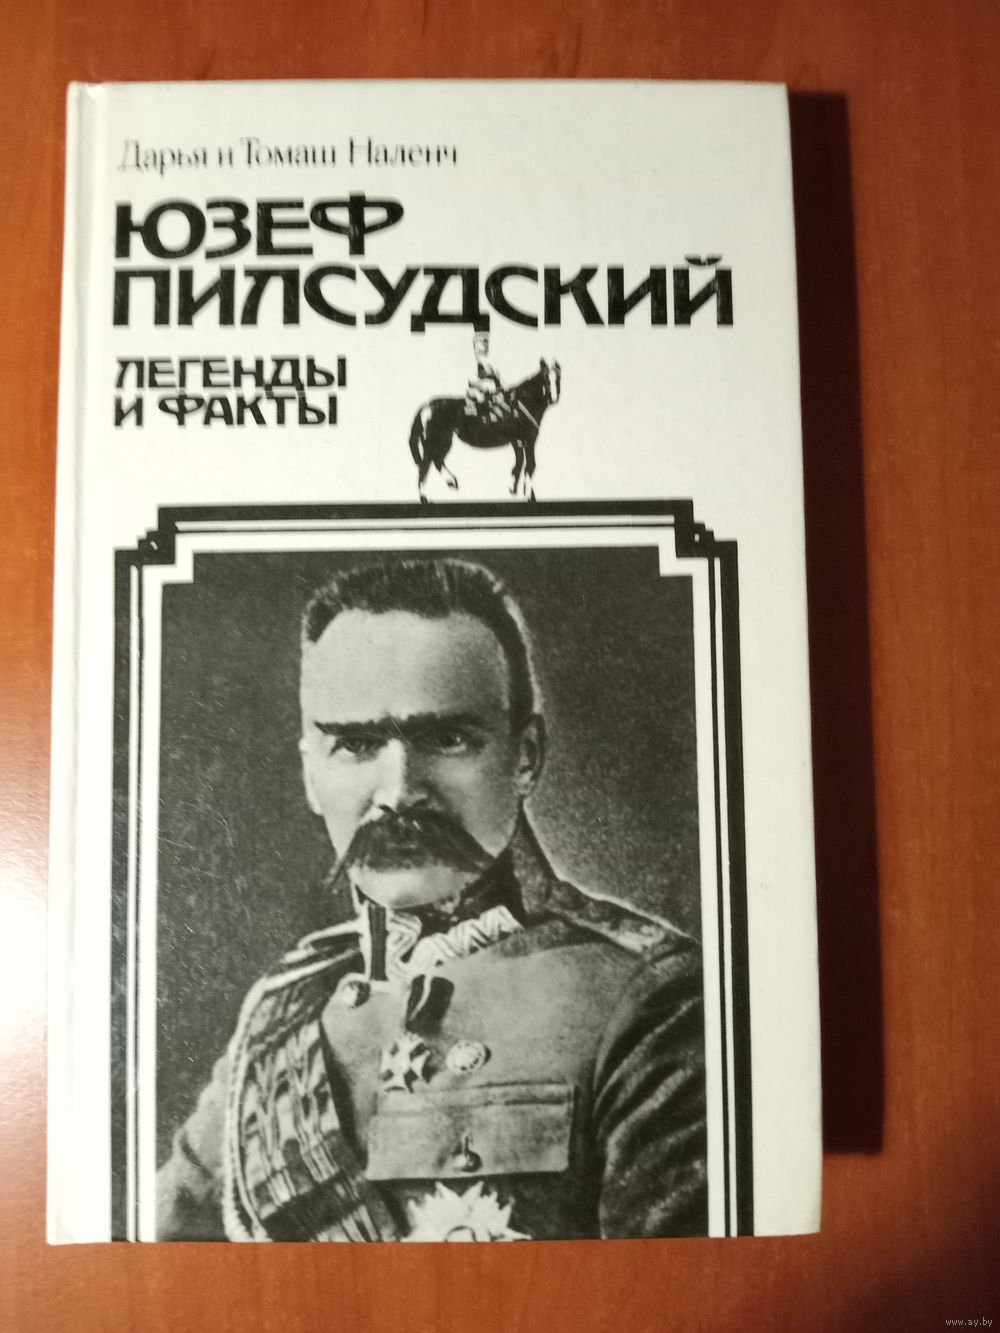 Дарья и Томаш Наленч
ЮЗЕФ
ПИЛСУДСКИЙ
ЛЕГЕНДЫ
И ФАКТЫ
www.ay.by